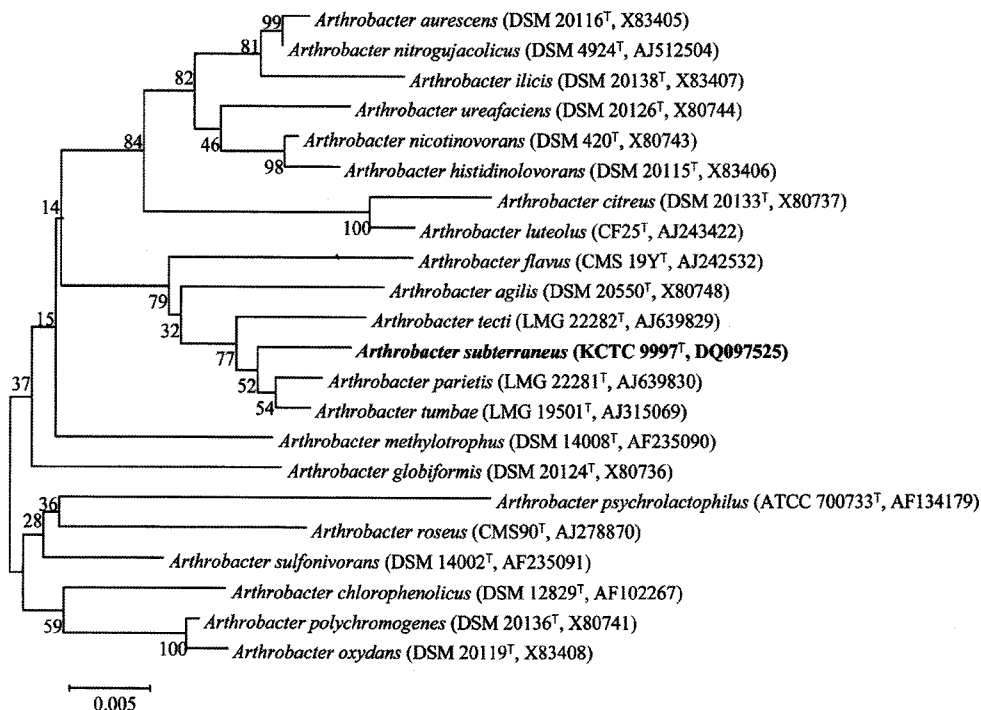 99 Arthrobacter aurescens (DSM 20116ᵀ, X83405)
81 Arthrobacter nitrogujacolicus (DSM 4924ᵀ, AJ512504)
82 Arthrobacter ilicis (DSM 20138ᵀ, X83407)
Arthrobacter ureafaciens (DSM 20126ᵀ, X80744)
84 46 Arthrobacter nicotinovorans (DSM 420ᵀ, X80743)
98 Arthrobacter histidinolovorans (DSM 20115ᵀ, X83406)
14 Arthrobacter citreus (DSM 20133ᵀ, X80737)
100 Arthrobacter luteolus (CF25ᵀ, AJ243422)
Arthrobacter flavus (CMS 19Yᵀ, AJ242532)
79 Arthrobacter agilis (DSM 20550ᵀ, X80748)
15 32 Arthrobacter tecti (LMG 22282ᵀ, AJ639829)
77 Arthrobacter subterraneus (KCTC 9997ᵀ, DQ097525)
37 52 Arthrobacter parietis (LMG 22281ᵀ, AJ639830)
54 Arthrobacter tumbae (LMG 19501ᵀ, AJ315069)
Arthrobacter methylotrophus (DSM 14008ᵀ, AF235090)
Arthrobacter globiformis (DSM 20124ᵀ, X80736)
36 Arthrobacter psychrolactophilus (ATCC 700733ᵀ, AF134179)
28 Arthrobacter roseus (CMS90ᵀ, AJ278870)
Arthrobacter sulfonivorans (DSM 14002ᵀ, AF235091)
Arthrobacter chlorophenolicus (DSM 12829ᵀ, AF102267)
59 Arthrobacter polychromogenes (DSM 20136ᵀ, X80741)
100 Arthrobacter oxydans (DSM 20119ᵀ, X83408)
0.005